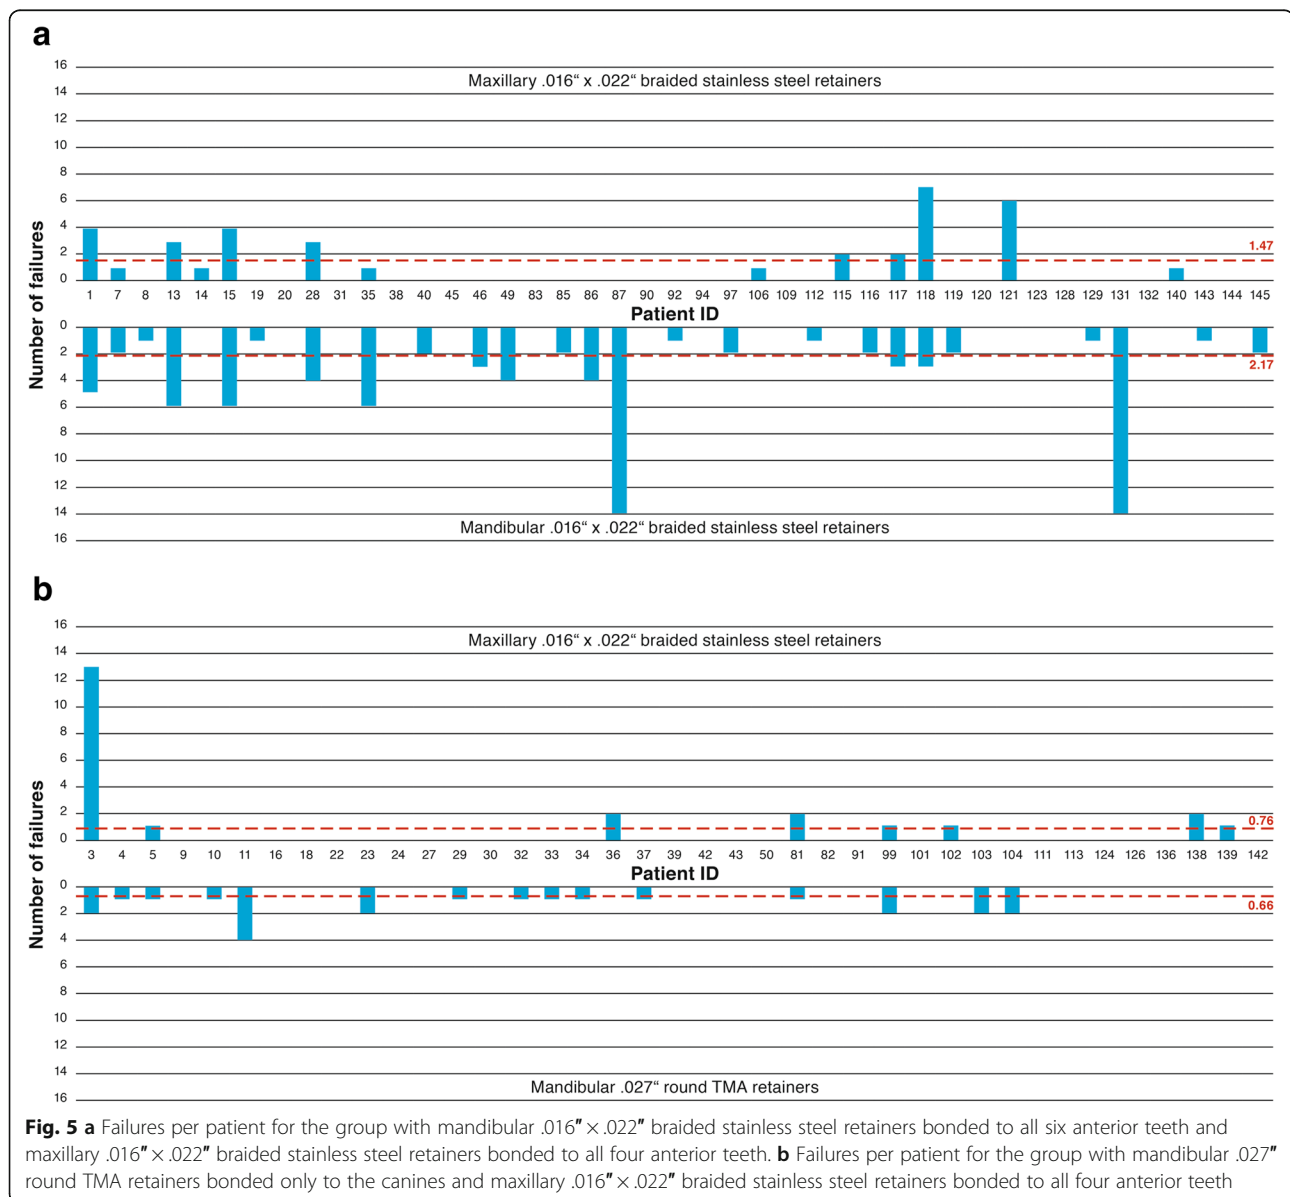 a
16
Maxillary .016“ x .022“ braided stainless steel retainers
14
12
10
8
6
4
1.47
2
0
1 7 8 13 14 15 19 20 28 31 35 38 40 45 46 49 83 85 86 87 90 92 94 97 106 109 112 115 116 117 118 119 120 121 123 128 129 131 132 140 143 144 145
Patient ID
Number of failures
0
2
2.17
4
6
8
10
12
14
Mandibular .016“ x .022“ braided stainless steel retainers
16
b
16
Maxillary .016“ x .022“ braided stainless steel retainers
14
12
10
8
6
4
2
0.76
0
3 4 5 9 10 11 16 18 22 23 24 27 29 30 32 33 34 36 37 39 42 43 50 81 82 91 99 101 102 103 104 111 113 124 126 136 138 139 142
Patient ID
Number of failures
0
0.66
2
4
6
8
10
12
14
Mandibular .027“ round TMA retainers
16
Fig. 5 a Failures per patient for the group with mandibular .016″ × .022″ braided stainless steel retainers bonded to all six anterior teeth and
maxillary .016″ × .022″ braided stainless steel retainers bonded to all four anterior teeth. b Failures per patient for the group with mandibular .027″
round TMA retainers bonded only to the canines and maxillary .016″ × .022″ braided stainless steel retainers bonded to all four anterior teeth